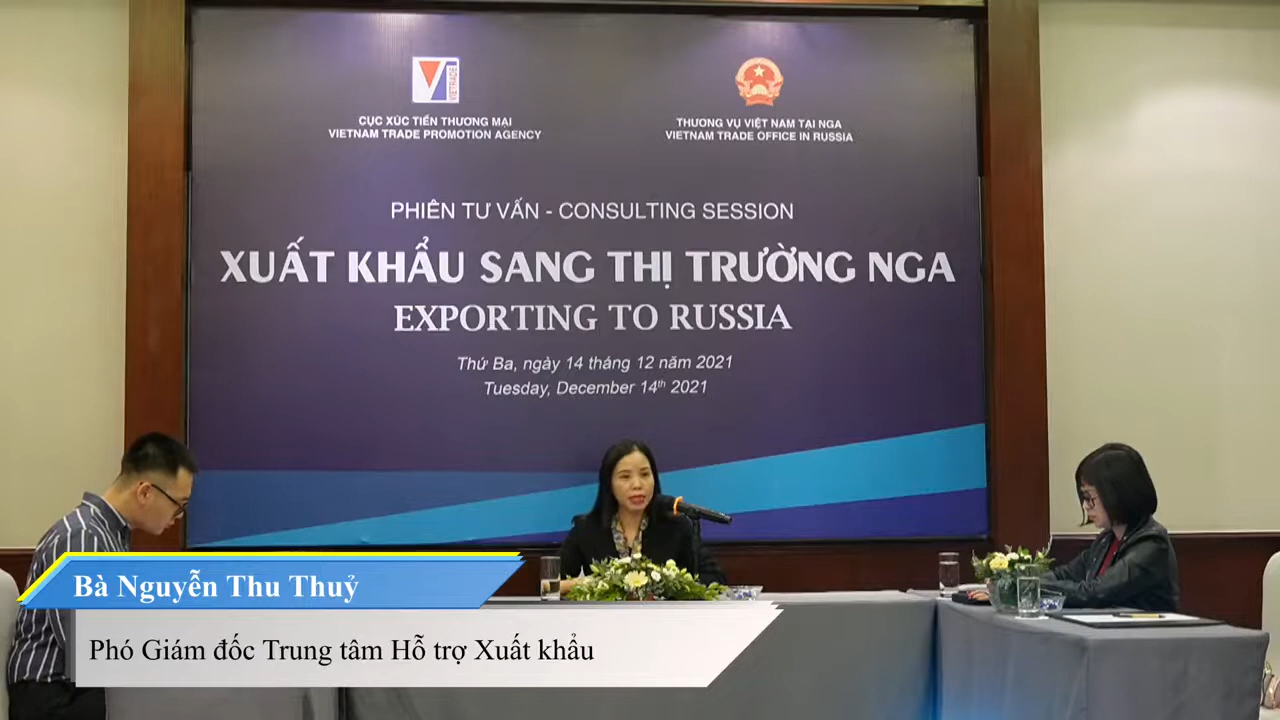 VIETRADE
CỤC XÚC TIẾN THƯƠNG MẠI
VIETNAM TRADE PROMOTION AGENCY
THƯƠNG VỤ VIỆT NAM TẠI NGA
VIETNAM TRADE OFFICE IN RUSSIA
PHIÊN TƯ VẤN - CONSULTING SESSION
XUẤT KHẨU SANG THỊ TRƯỜNG NGA
EXPORTING TO RUSSIA
Thứ Ba, ngày 14 tháng 12 năm 2021
Tuesday, December 14th 2021
Bà Nguyễn Thu Thuỷ
Phó Giám đốc Trung tâm Hỗ trợ Xuất khẩu